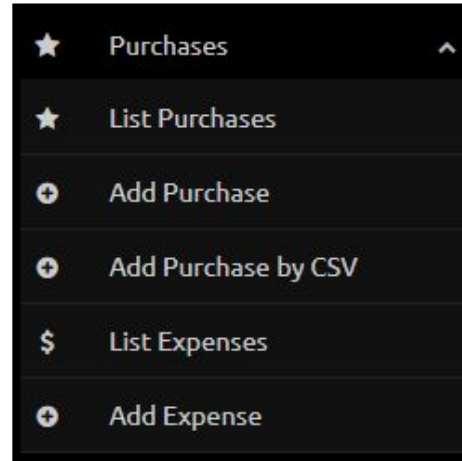 Purchases
List Purchases
Add Purchase
Add Purchase by CSV
$ List Expenses
Add Expense